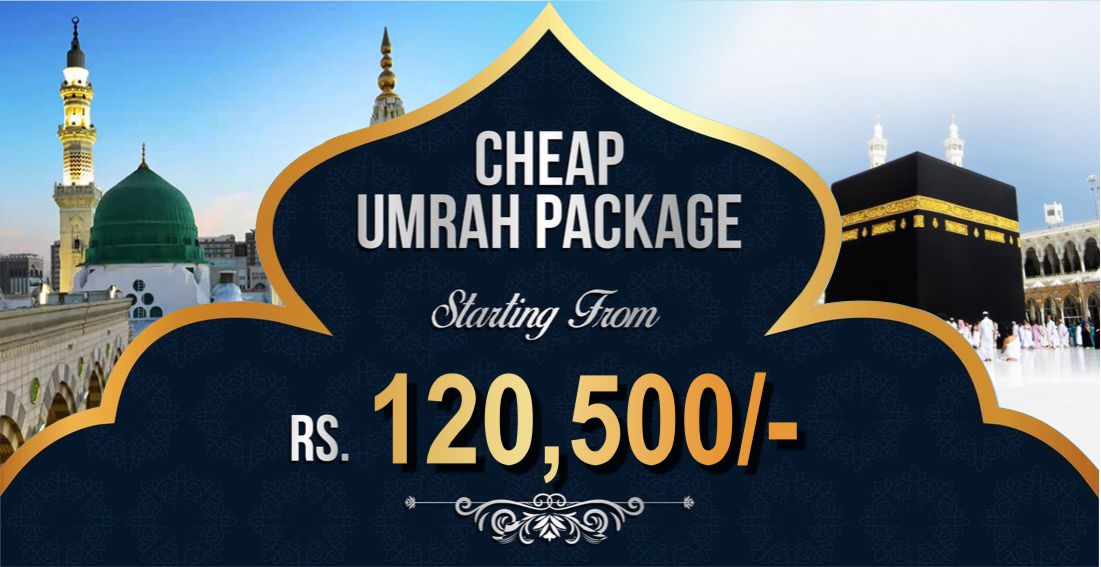 CHEAP
UMRAH PACKAGE
Starting From
RS. 120,500/-